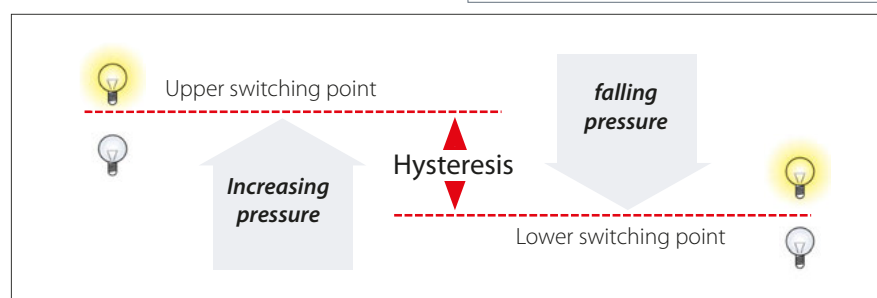 Upper switching point
falling
pressure
Hysteresis
Increasing
pressure
Lower switching point